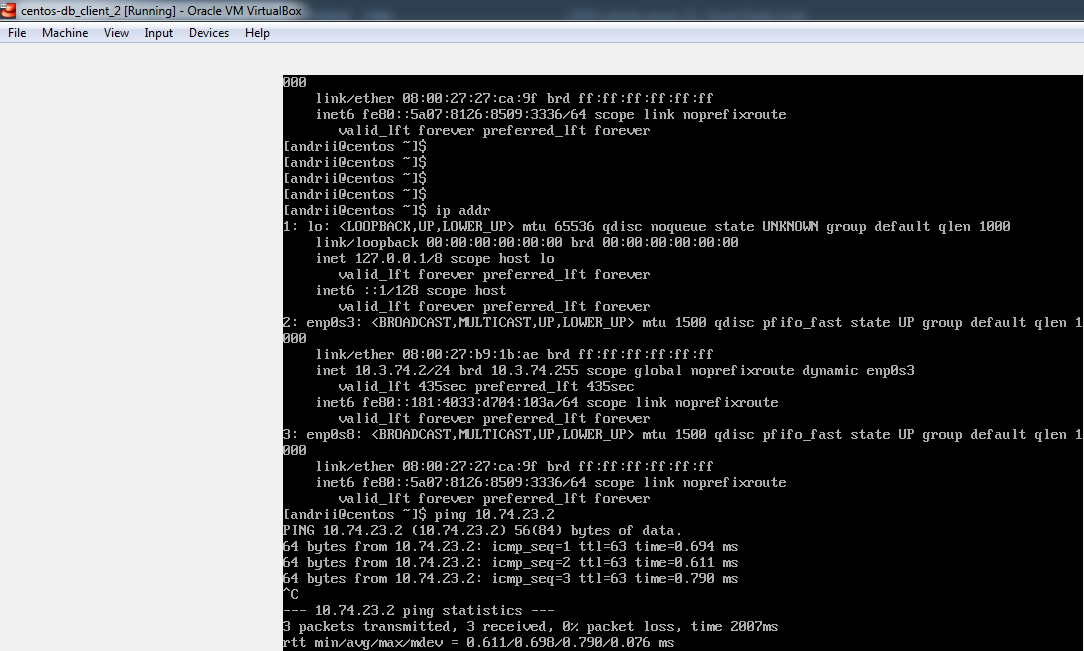 centos-db_client_2 [Running] - Oracle VM VirtualBox
File Machine View Input Devices Help
000
link/ether 08:00:27:27:ca:9f brd ff:ff:ff:ff:ff:ff
inet6 fe80::5a07:8126:8509:3336/64 scope link noprefixroute
valid_lft forever preferred_lft forever
[andrii@centos ~]$
[andrii@centos ~]$
[andrii@centos ~]$
[andrii@centos ~]$
[andrii@centos ~]$ ip addr
1: lo: <LOOPBACK,UP,LOWER_UP> mtu 65536 qdisc noqueue state UNKNOWN group default qlen 1000
link/loopback 00:00:00:00:00:00 brd 00:00:00:00:00:00
inet 127.0.0.1/8 scope host lo
valid_lft forever preferred_lft forever
inet6 ::1/128 scope host
valid_lft forever preferred_lft forever
2: enp0s3: <BROADCAST,MULTICAST,UP,LOWER_UP> mtu 1500 qdisc pfifo_fast state UP group default qlen 1
000
link/ether 08:00:27:b9:1b:ae brd ff:ff:ff:ff:ff:ff
inet 10.3.74.2/24 brd 10.3.74.255 scope global noprefixroute dynamic enp0s3
valid_lft 435sec preferred_lft 435sec
inet6 fe80::181:4033:d704:103a/64 scope link noprefixroute
valid_lft forever preferred_lft forever
3: enp0s8: <BROADCAST,MULTICAST,UP,LOWER_UP> mtu 1500 qdisc pfifo_fast state UP group default qlen 1
000
link/ether 08:00:27:27:ca:9f brd ff:ff:ff:ff:ff:ff
inet6 fe80::5a07:8126:8509:3336/64 scope link noprefixroute
valid_lft forever preferred_lft forever
[andrii@centos ~]$ ping 10.74.23.2
PING 10.74.23.2 (10.74.23.2) 56(84) bytes of data.
64 bytes from 10.74.23.2: icmp_seq=1 ttl=63 time=0.694 ms
64 bytes from 10.74.23.2: icmp_seq=2 ttl=63 time=0.611 ms
64 bytes from 10.74.23.2: icmp_seq=3 ttl=63 time=0.790 ms
^C
--- 10.74.23.2 ping statistics ---
3 packets transmitted, 3 received, 0% packet loss, time 2007ms
rtt min/avg/max/mdev = 0.611/0.698/0.790/0.076 ms